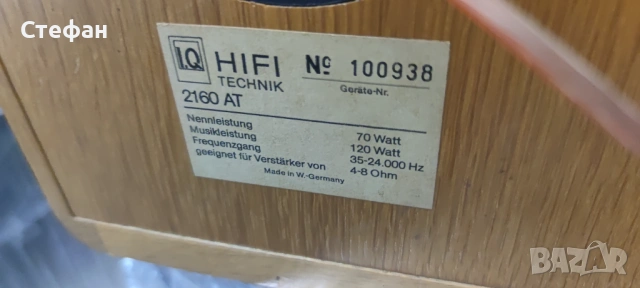 Стефан
I.Q HIFI TECHNIK
Nº 100938
Geräte-Nr.
2160 AT
Nennleistung 70 Watt
Musikleistung 120 Watt
Frequenzgang 35-24.000 Hz
geeignet für Verstärker von 4-8 Ohm
Made in W.-Germany
BAZAR